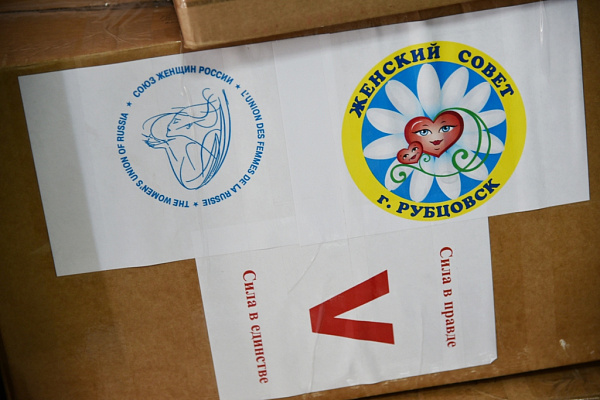 СОЮЗ ЖЕНЩИН РОССИИ ★ L'UNION DES FEMMES DE LA RUSSIE ★ THE WOMEN'S UNION OF RUSSIA ★
ЖЕНСКИЙ СОВЕТ
г. РУБЦОВСК
Сила в правде
V
Сила в единстве